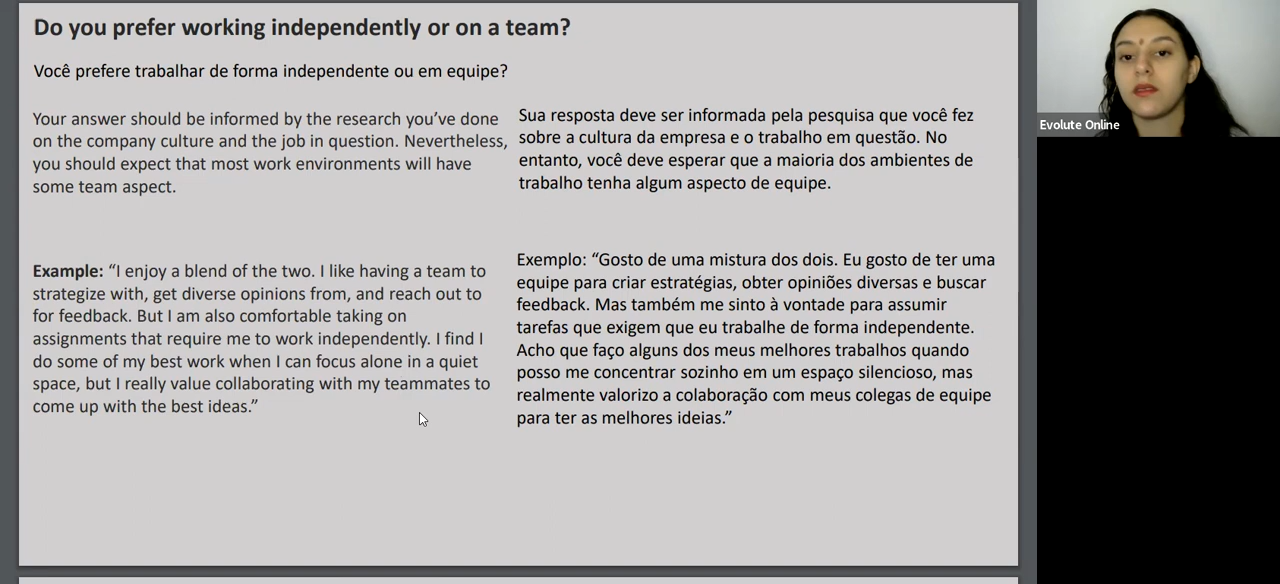 Do you prefer working independently or on a team?
Você prefere trabalhar de forma independente ou em equipe?
Your answer should be informed by the research you've done
on the company culture and the job in question. Nevertheless,
you should expect that most work environments will have
some team aspect.
Sua resposta deve ser informada pela pesquisa que você fez
sobre a cultura da empresa e o trabalho em questão. No
entanto, você deve esperar que a maioria dos ambientes de
trabalho tenha algum aspecto de equipe.
Example: “I enjoy a blend of the two. I like having a team to
strategize with, get diverse opinions from, and reach out to
for feedback. But I am also comfortable taking on
assignments that require me to work independently. I find I
do some of my best work when I can focus alone in a quiet
space, but I really value collaborating with my teammates to
come up with the best ideas.”
Exemplo: “Gosto de uma mistura dos dois. Eu gosto de ter uma
equipe para criar estratégias, obter opiniões diversas e buscar
feedback. Mas também me sinto à vontade para assumir
tarefas que exigem que eu trabalhe de forma independente.
Acho que faço alguns dos meus melhores trabalhos quando
posso me concentrar sozinho em um espaço silencioso, mas
realmente valorizo a colaboração com meus colegas de equipe
para ter as melhores ideias.”
Evolute Online